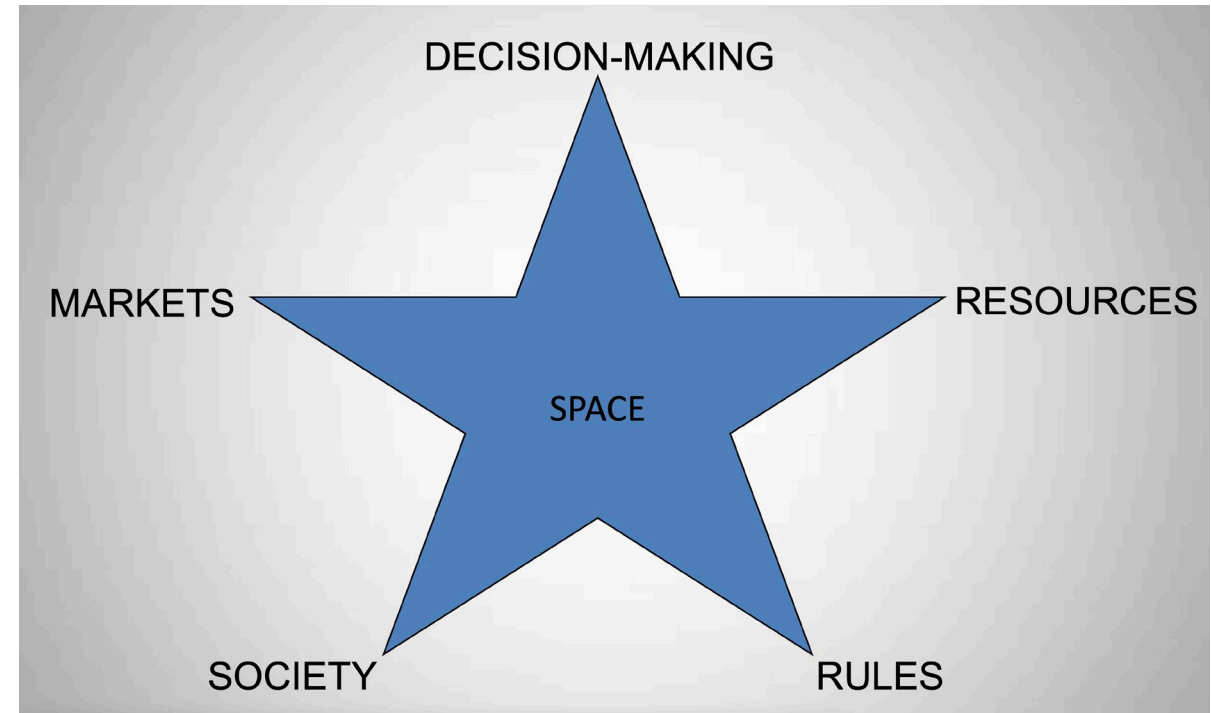 DECISION-MAKING
MARKETS
RESOURCES
SPACE
SOCIETY
RULES